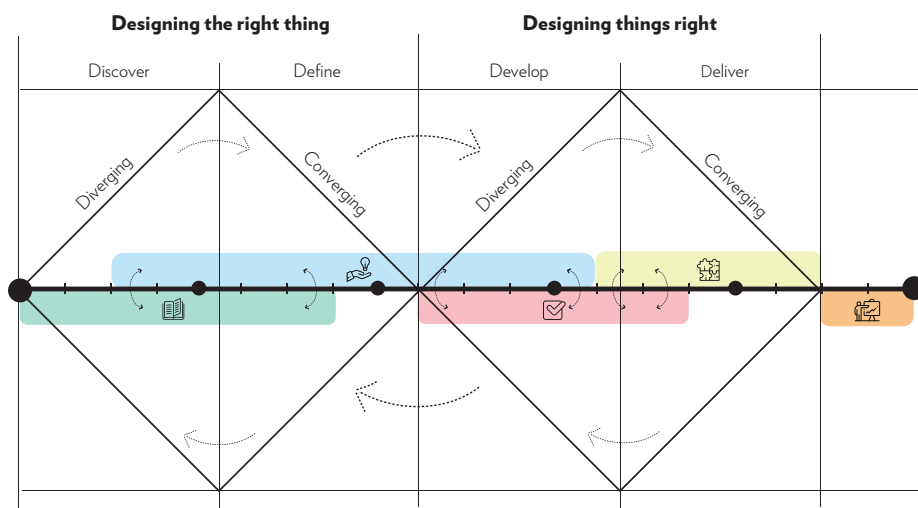 Designing the right thing
Designing things right
Discover
Define
Develop
Deliver
Diverging
Converging
Diverging
Converging